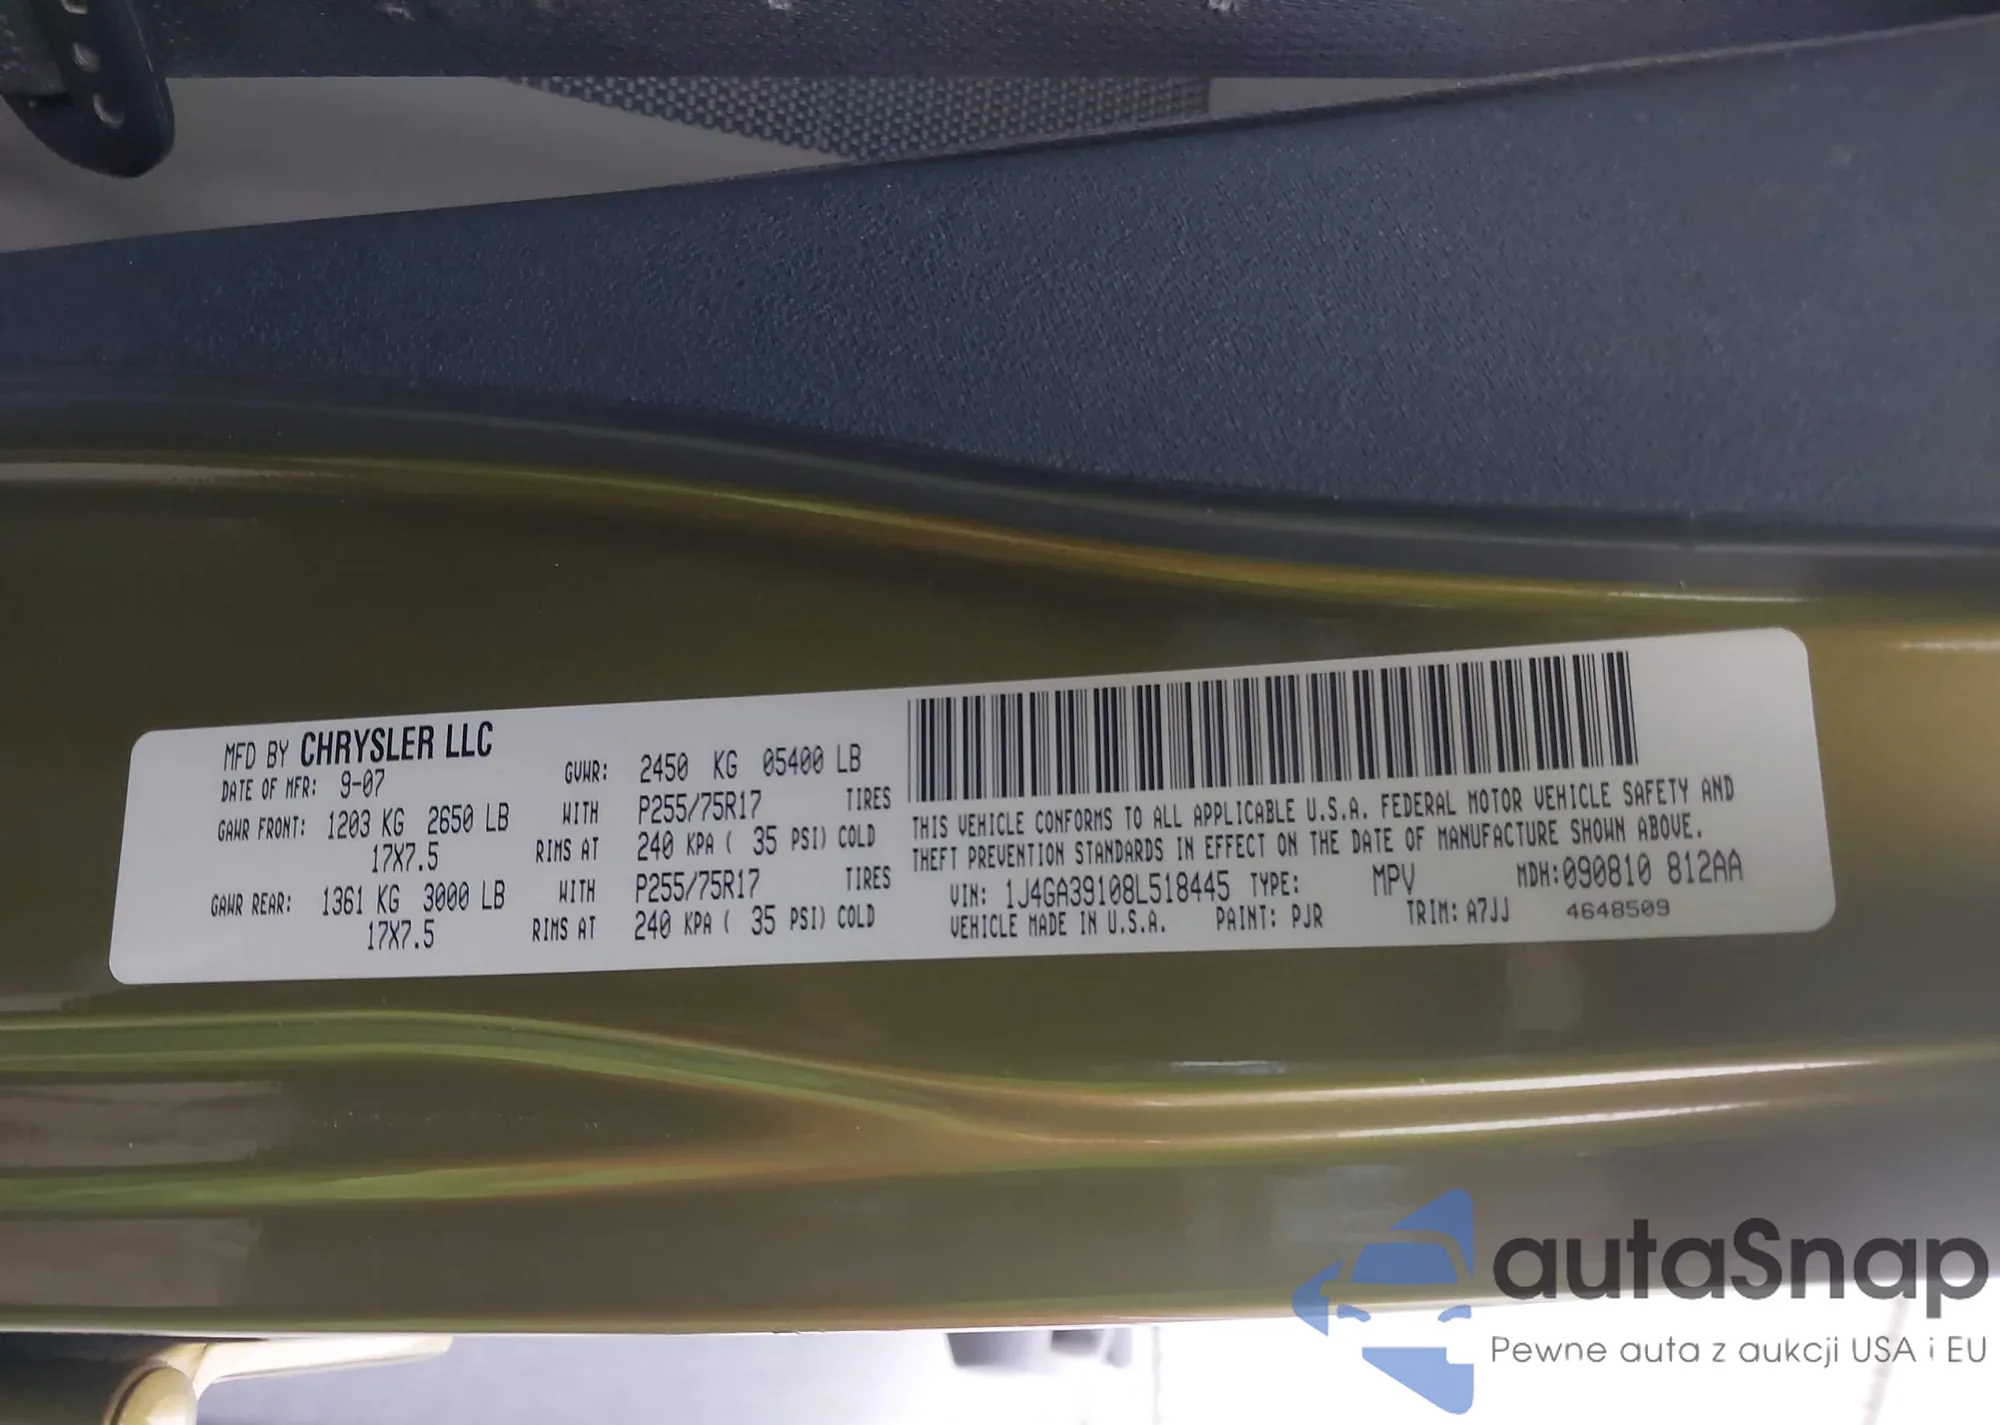 MFD BY CHRYSLER LLC
DATE OF MFR: 9-07
GVWR: 2450 KG 05400 LB
GAWR FRONT: 1203 KG 2650 LB WITH P255/75R17 TIRES
17X7.5 RIMS AT 240 KPA ( 35 PSI) COLD
GAWR REAR: 1361 KG 3000 LB WITH P255/75R17 TIRES
17X7.5 RIMS AT 240 KPA ( 35 PSI) COLD
THIS VEHICLE CONFORMS TO ALL APPLICABLE U.S.A. FEDERAL MOTOR VEHICLE SAFETY AND
THEFT PREVENTION STANDARDS IN EFFECT ON THE DATE OF MANUFACTURE SHOWN ABOVE.
VIN: 1J4GA39108L518445 TYPE: MPV MDH:090810 812AA
VEHICLE MADE IN U.S.A. PAINT: PJR TRIM: A7JJ 4648509
autaSnap
Pewne auta z aukcji USA i EU